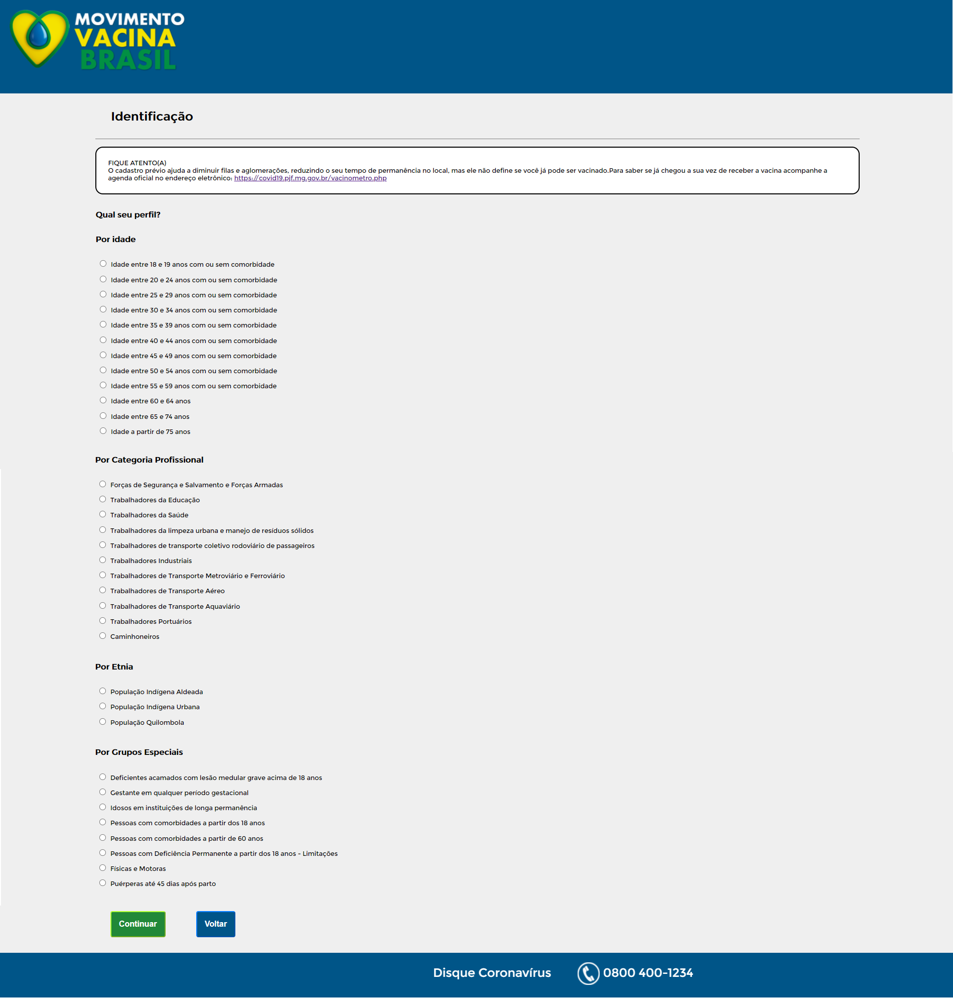 MOVIMENTO
VACINA
BRASIL
Identificação
FIQUE ATENTO(A)
O cadastro prévio ajuda a diminuir filas e aglomerações, reduzindo o seu tempo de permanência no local, mas ele não define se você já pode ser vacinado.Para saber se já chegou a sua vez de receber a vacina acompanhe a
agenda oficial no endereço eletrônico: https://covid19.pjf.mg.gov.br/vacinometro.php
Qual seu perfil?
Por idade
Idade entre 18 e 19 anos com ou sem comorbidade
Idade entre 20 e 24 anos com ou sem comorbidade
Idade entre 25 e 29 anos com ou sem comorbidade
Idade entre 30 e 34 anos com ou sem comorbidade
Idade entre 35 e 39 anos com ou sem comorbidade
Idade entre 40 e 44 anos com ou sem comorbidade
Idade entre 45 e 49 anos com ou sem comorbidade
Idade entre 50 e 54 anos com ou sem comorbidade
Idade entre 55 e 59 anos com ou sem comorbidade
Idade entre 60 e 64 anos
Idade entre 65 e 74 anos
Idade a partir de 75 anos
Por Categoria Profissional
Forças de Segurança e Salvamento e Forças Armadas
Trabalhadores da Educação
Trabalhadores da Saúde
Trabalhadores da limpeza urbana e manejo de resíduos sólidos
Trabalhadores de transporte coletivo rodoviário de passageiros
Trabalhadores Industriais
Trabalhadores de Transporte Metroviário e Ferroviário
Trabalhadores de Transporte Aéreo
Trabalhadores de Transporte Aquaviário
Trabalhadores Portuários
Caminhoneiros
Por Etnia
População Indígena Aldeada
População Indígena Urbana
População Quilombola
Por Grupos Especiais
Deficientes acamados com lesão medular grave acima de 18 anos
Gestante em qualquer período gestacional
Idosos em instituições de longa permanência
Pessoas com comorbidades a partir dos 18 anos
Pessoas com comorbidades a partir de 60 anos
Pessoas com Deficiência Permanente a partir dos 18 anos - Limitações
Físicas e Motoras
Puérperas até 45 dias após parto
Continuar Voltar
Disque Coronavírus 0800 400-1234